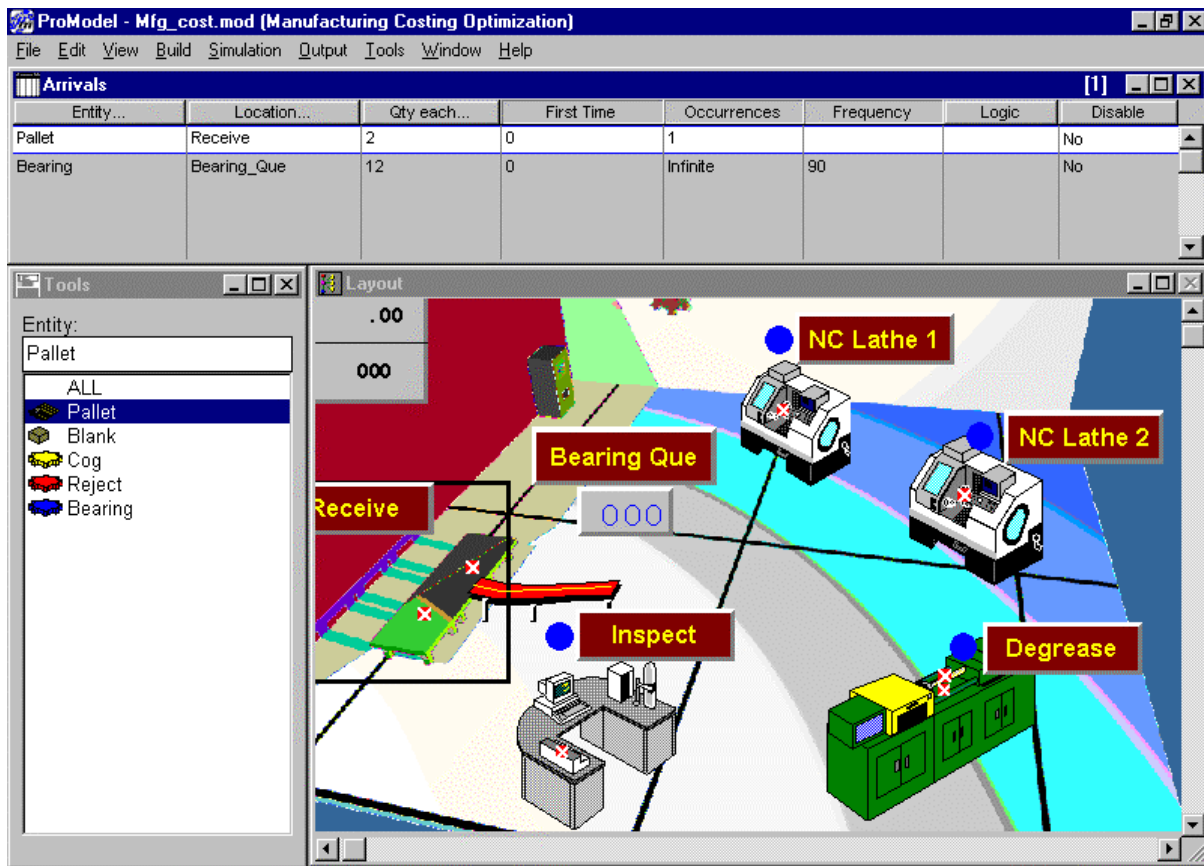 ProModel - Mfg_cost.mod (Manufacturing Costing Optimization)
File Edit View Build Simulation Output Tools Window Help
Arrivals [1]
Entity... Location... Qty each... First Time Occurrences Frequency Logic Disable
Pallet Receive 2 0 1 No
Bearing Bearing_Que 12 0 Infinite 90 No
Tools
Entity:
Pallet
ALL
Pallet
Blank
Cog
Reject
Bearing
Layout
.00
000
NC Lathe 1
NC Lathe 2
Bearing Que
000
Receive
Inspect
Degrease